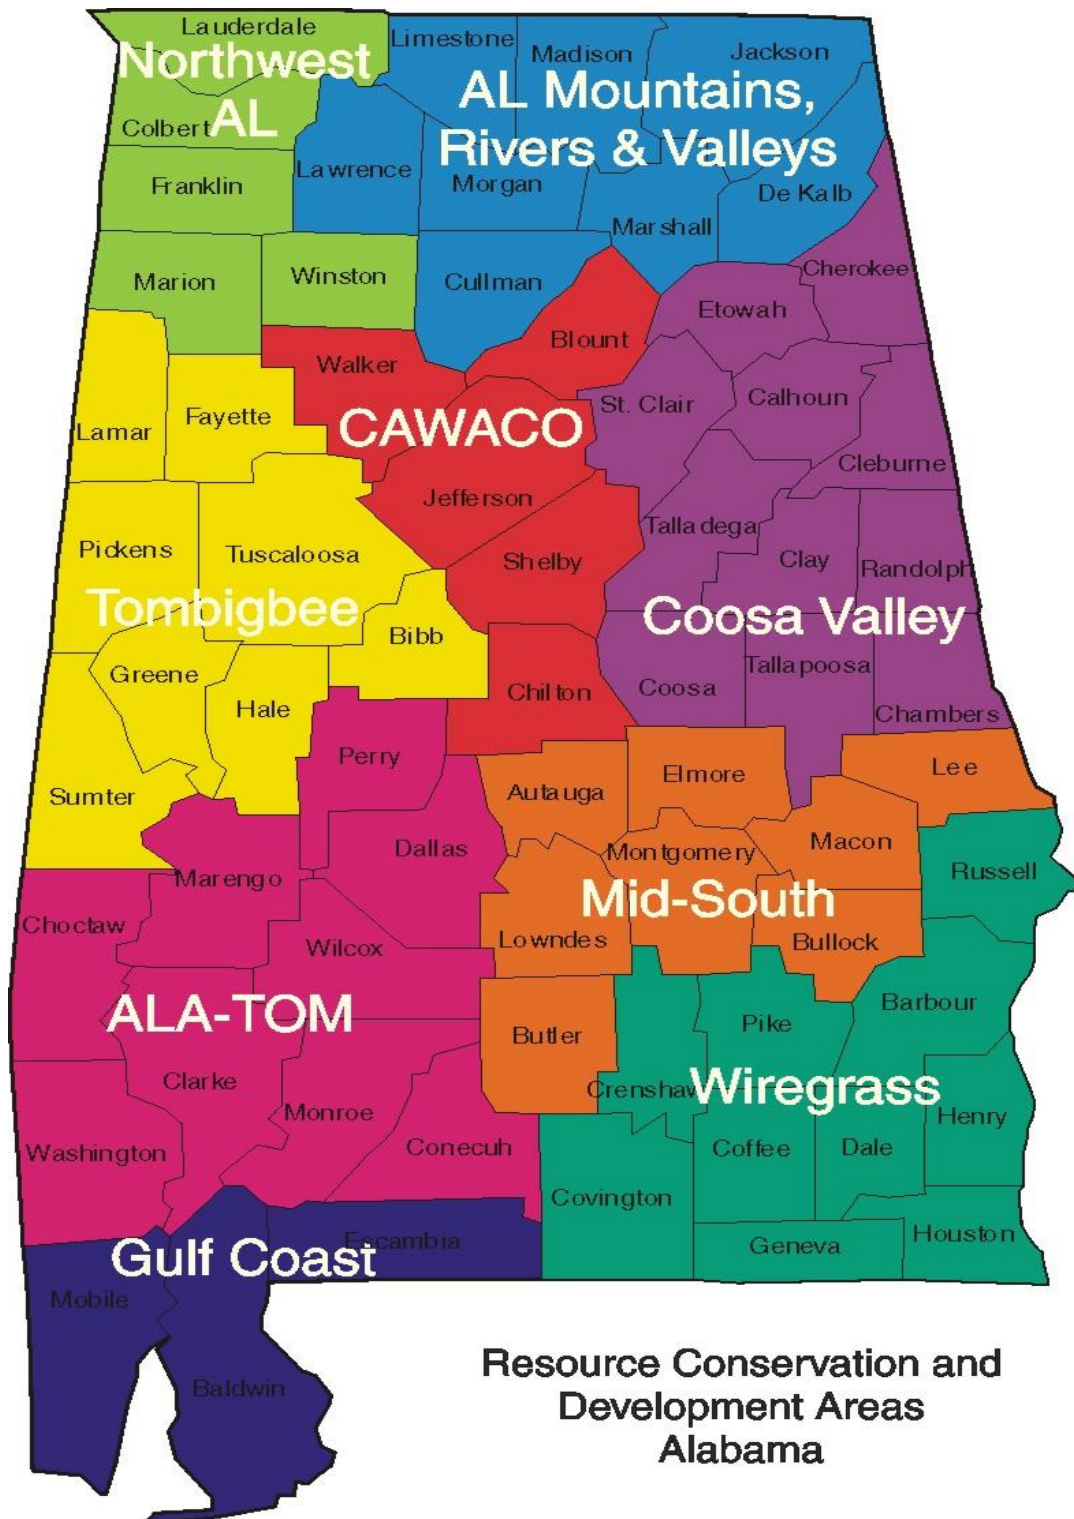 Lauderdale
Limestone
Madison
Jackson
Northwest
AL
AL Mountains,
Rivers & Valleys
Colbert
Lawrence
Franklin
Morgan
De Kalb
Marshall
Marion
Winston
Cullman
Cherokee
Etowah
Blount
Walker
St. Clair
Calhoun
Lamar
Fayette
CAWACO
Cleburne
Jefferson
Talladega
Pickens
Tuscaloosa
Shelby
Clay
Randolph
Tombigbee
Coosa Valley
Bibb
Greene
Hale
Chilton
Coosa
Tallapoosa
Chambers
Perry
Elmore
Lee
Sumter
Autauga
Dallas
Montgomery
Macon
Russell
Marengo
Mid-South
Choctaw
Wilcox
Lowndes
Bullock
ALA-TOM
Barbour
Butler
Pike
Clarke
Crenshaw
Wiregrass
Monroe
Henry
Washington
Conecuh
Coffee
Dale
Covington
Houston
Geneva
Gulf Coast
Escambia
Mobile
Baldwin
Resource Conservation and
Development Areas
Alabama